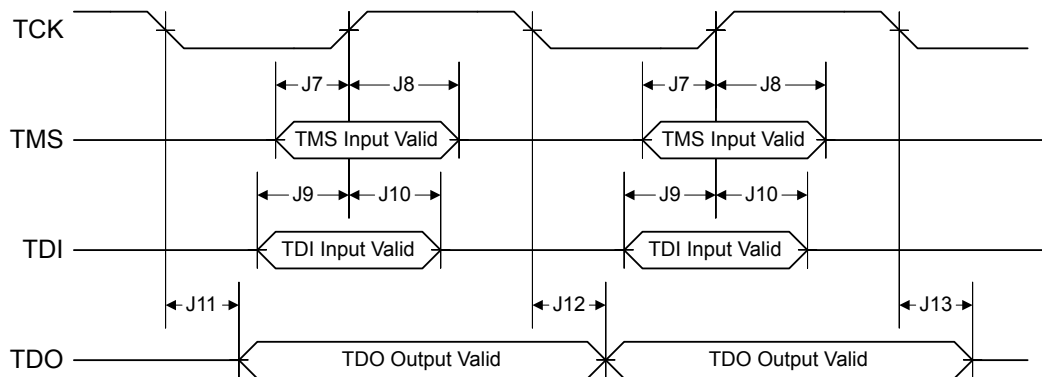 TCK
J7 J8 J7 J8
TMS TMS Input Valid TMS Input Valid
J9 J10 J9 J10
TDI TDI Input Valid TDI Input Valid
J11 J12 J13
TDO TDO Output Valid TDO Output Valid